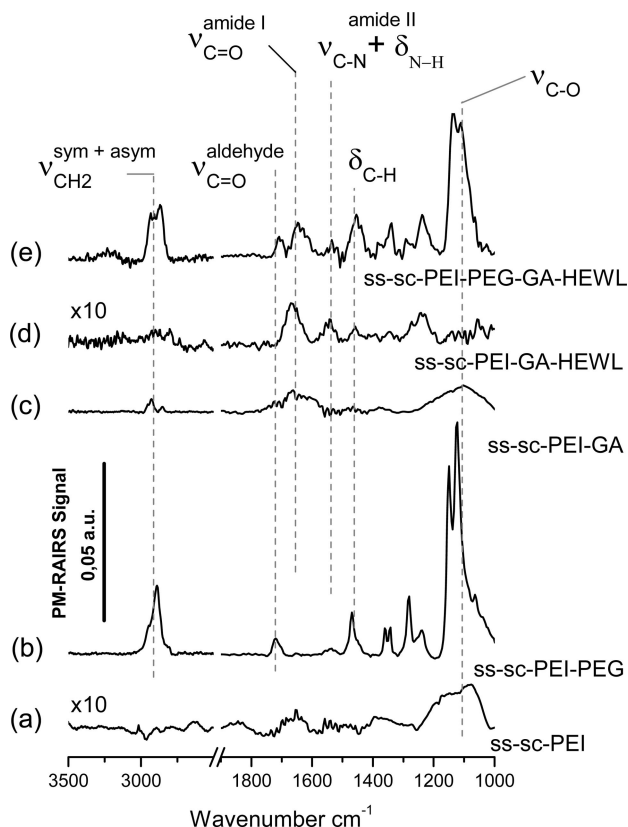 amide I
ν C=O
amide II
ν C-N + δ N–H
ν C-O
sym + asym
ν CH2
aldehyde
ν C=O
δ C-H
(e)
ss-sc-PEI-PEG-GA-HEWL
x10
(d)
ss-sc-PEI-GA-HEWL
(c)
ss-sc-PEI-GA
PM-RAIRS Signal
0,05 a.u.
(b)
ss-sc-PEI-PEG
x10
(a)
ss-sc-PEI
3500 3000 1800 1600 1400 1200 1000
Wavenumber cm⁻¹